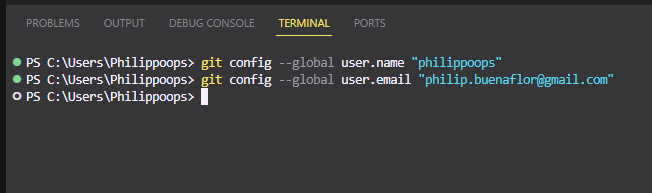 PROBLEMS OUTPUT DEBUG CONSOLE TERMINAL PORTS
PS C:\Users\Philippoops> git config --global user.name "philippoops"
PS C:\Users\Philippoops> git config --global user.email "philip.buenaflor@gmail.com"
PS C:\Users\Philippoops>